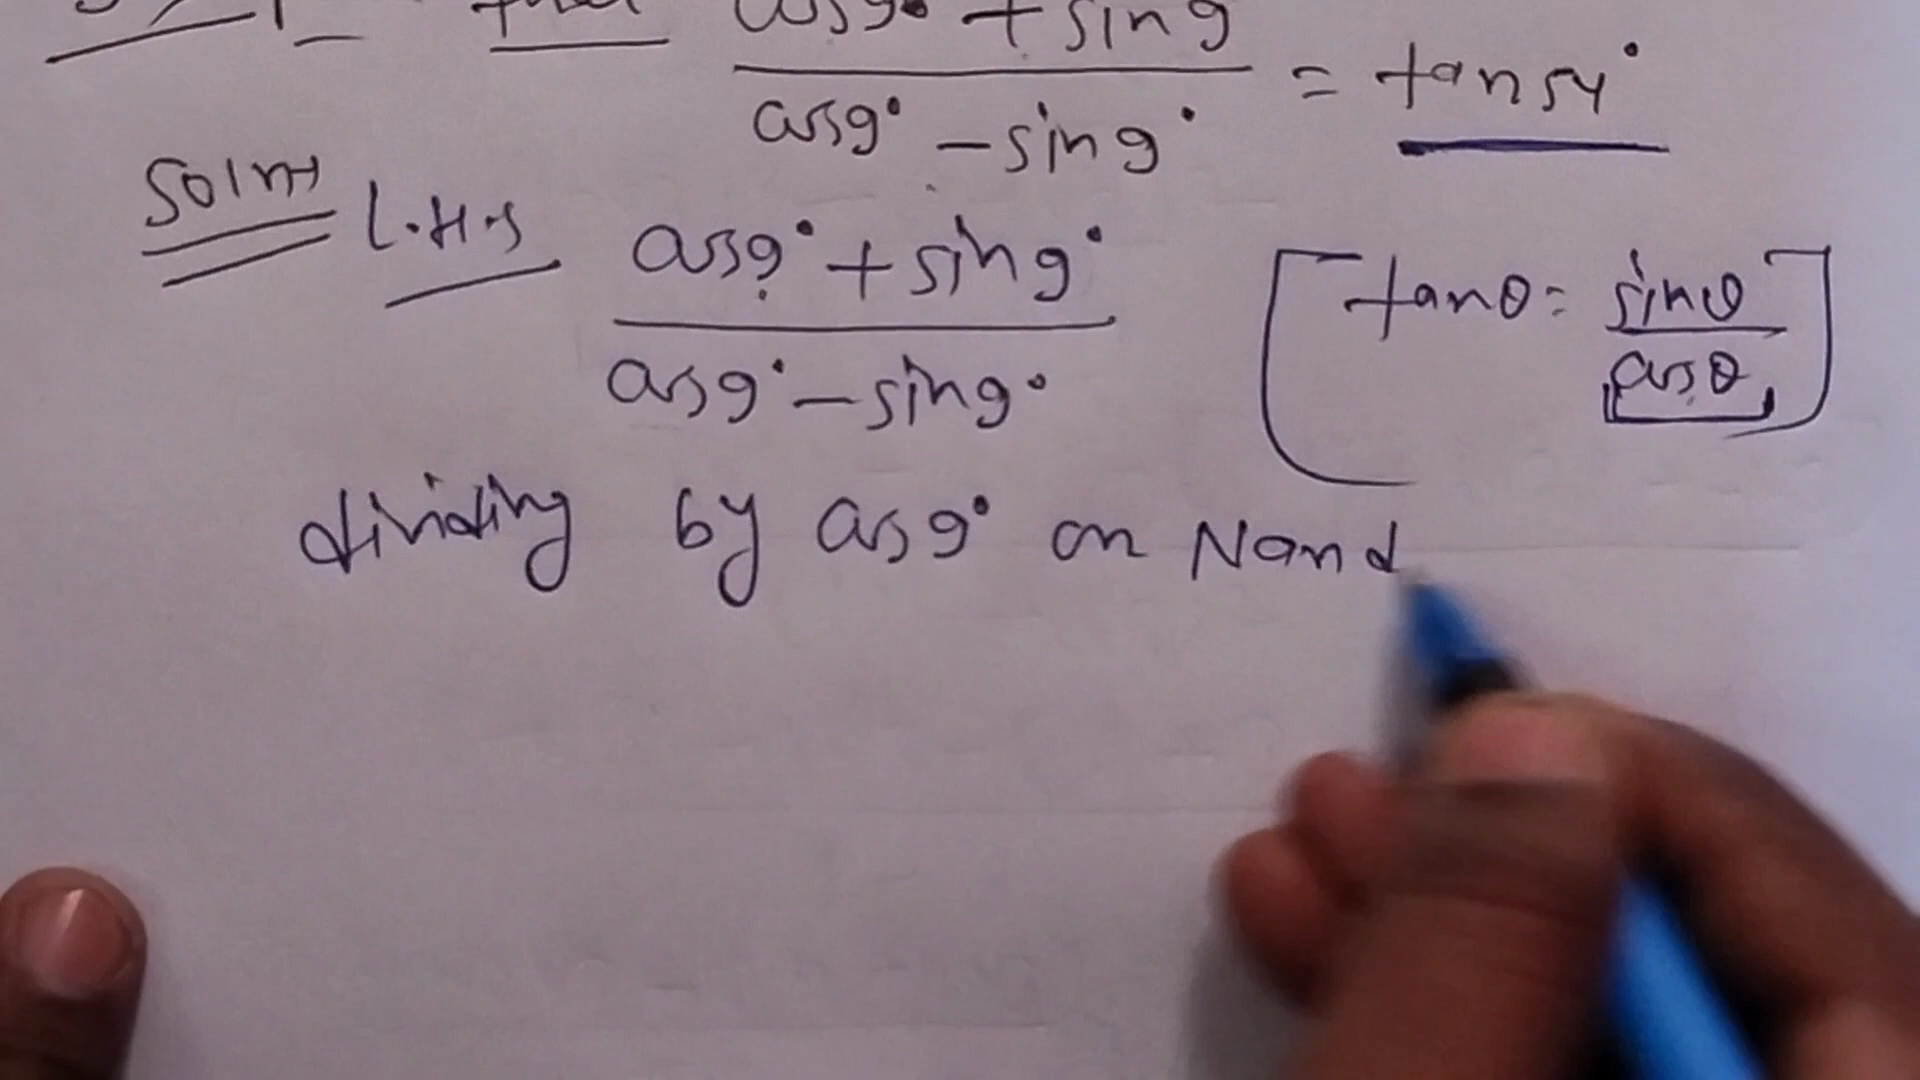 cos9° + sin9
cos9° - sin9° = tan54°
Soln L.H.S cos9° + sin9°
cos9° - sin9°
[tanθ = sinθ
cosθ]
dividing by cos9° on N and